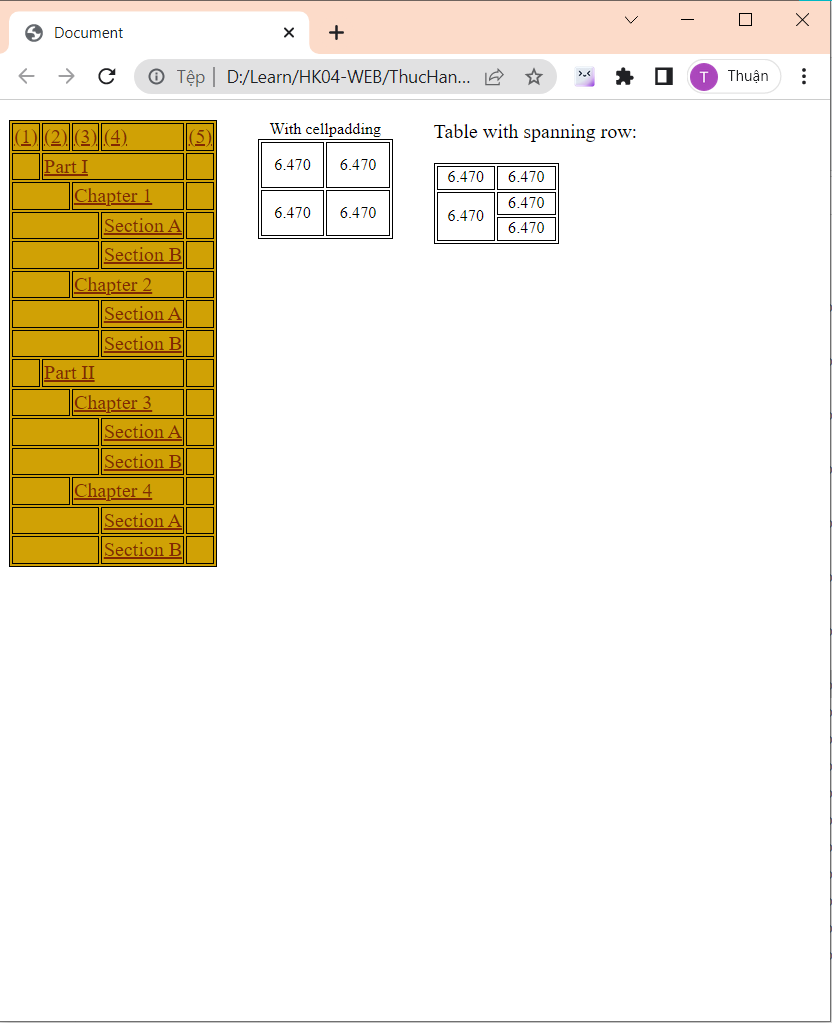 Document
Tệp | D:/Learn/HK04-WEB/ThucHan...
T Thuận
(1) (2) (3) (4) (5)
Part I
Chapter 1
Section A
Section B
Chapter 2
Section A
Section B
Part II
Chapter 3
Section A
Section B
Chapter 4
Section A
Section B
With cellpadding
6.470 6.470
6.470 6.470
Table with spanning row:
6.470 6.470
6.470 6.470
6.470